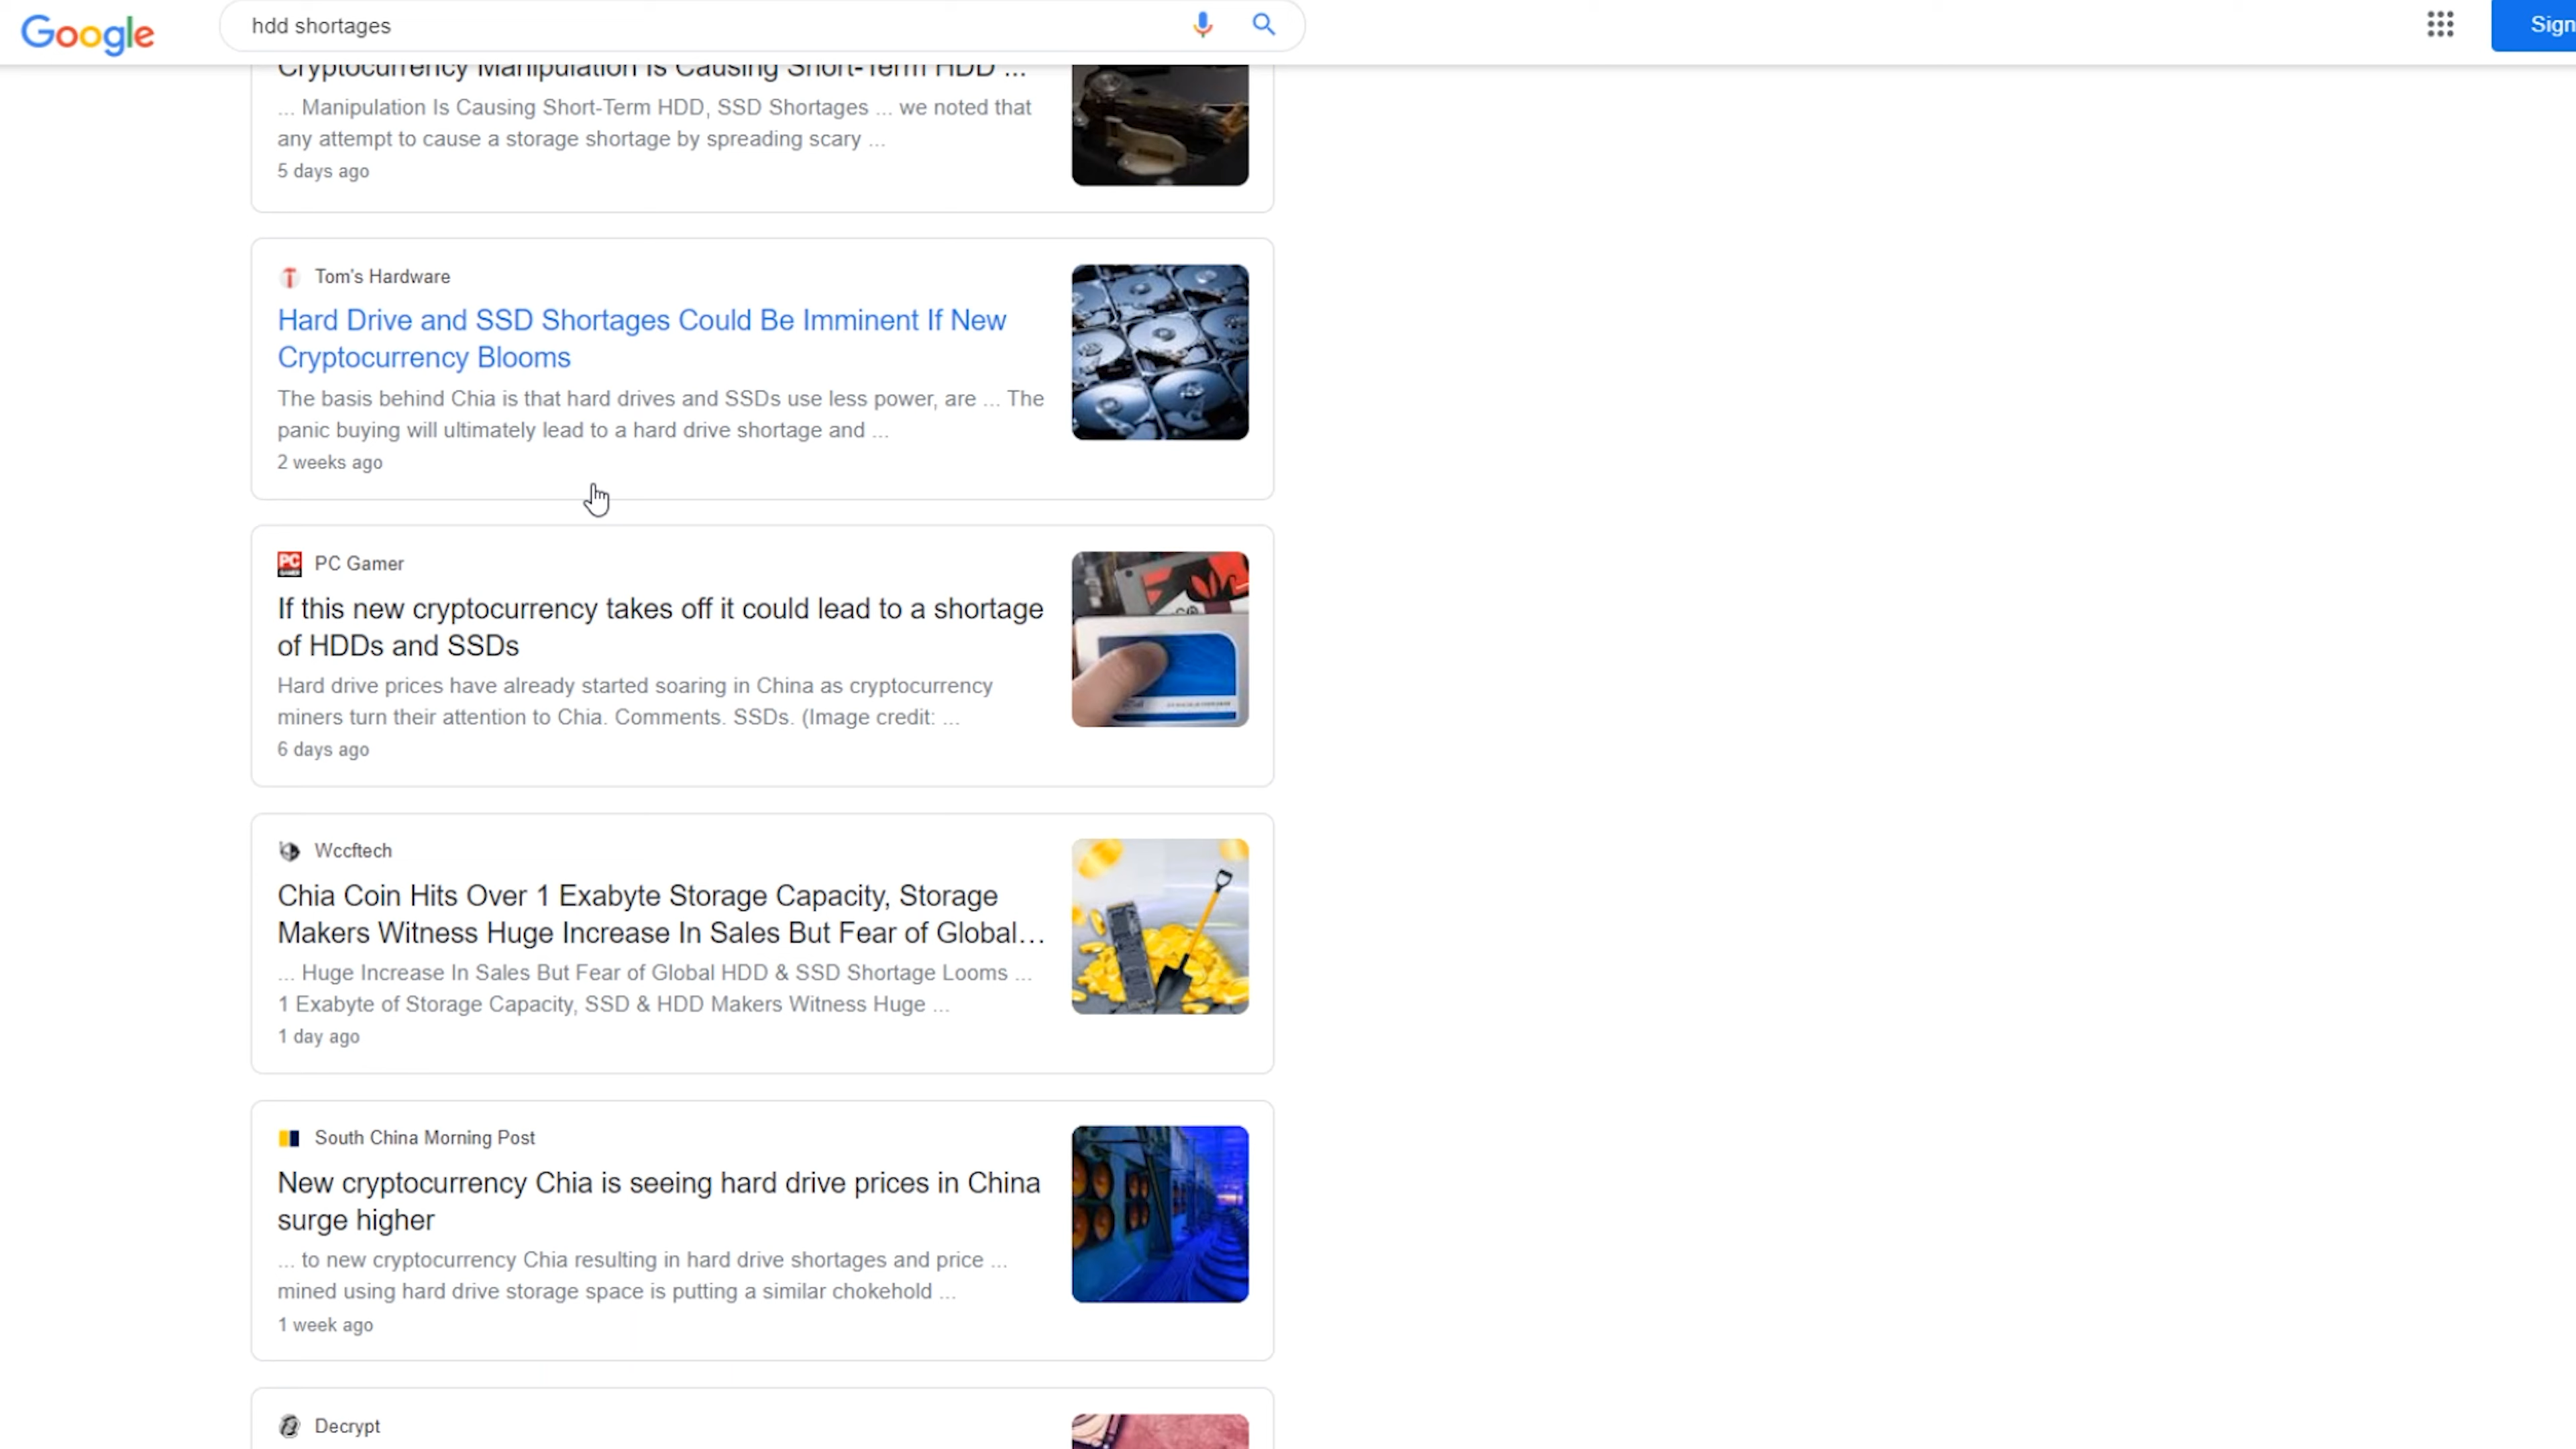 Google
hdd shortages
Sign
Cryptocurrency Manipulation Is Causing Short-Term HDD ...
... Manipulation Is Causing Short-Term HDD, SSD Shortages ... we noted that
any attempt to cause a storage shortage by spreading scary ...
5 days ago
Tom's Hardware
Hard Drive and SSD Shortages Could Be Imminent If New
Cryptocurrency Blooms
The basis behind Chia is that hard drives and SSDs use less power, are ... The
panic buying will ultimately lead to a hard drive shortage and ...
2 weeks ago
PC
GAMER
PC Gamer
If this new cryptocurrency takes off it could lead to a shortage
of HDDs and SSDs
Hard drive prices have already started soaring in China as cryptocurrency
miners turn their attention to Chia. Comments. SSDs. (Image credit: ...
6 days ago
Wccftech
Chia Coin Hits Over 1 Exabyte Storage Capacity, Storage
Makers Witness Huge Increase In Sales But Fear of Global...
... Huge Increase In Sales But Fear of Global HDD & SSD Shortage Looms ...
1 Exabyte of Storage Capacity, SSD & HDD Makers Witness Huge ...
1 day ago
South China Morning Post
New cryptocurrency Chia is seeing hard drive prices in China
surge higher
... to new cryptocurrency Chia resulting in hard drive shortages and price ...
mined using hard drive storage space is putting a similar chokehold ...
1 week ago
Decrypt